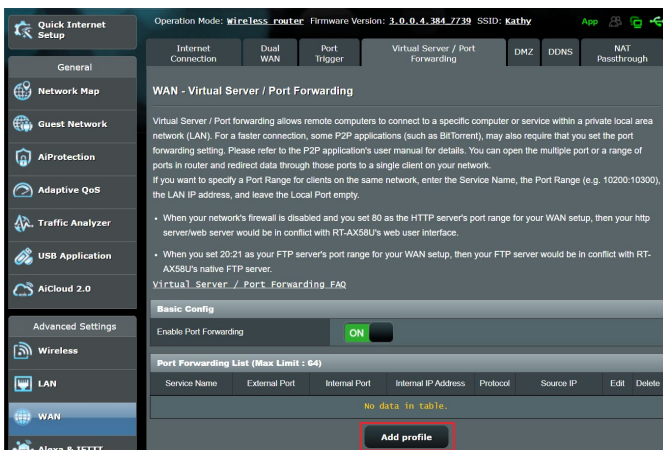 Quick Internet
Setup
General
Network Map
Guest Network
AiProtection
Adaptive QoS
Traffic Analyzer
USB Application
AiCloud 2.0
Advanced Settings
Wireless
LAN
WAN
Alexa & IFTTT
Operation Mode: Wireless router Firmware Version: 3.0.0.4.384_7739 SSID: Kathy
App
Internet
Connection
Dual
WAN
Port
Trigger
Virtual Server / Port
Forwarding
DMZ
DDNS
NAT
Passthrough
WAN - Virtual Server / Port Forwarding
Virtual Server / Port forwarding allows remote computers to connect to a specific computer or service within a private local area
network (LAN). For a faster connection, some P2P applications (such as BitTorrent), may also require that you set the port
forwarding setting. Please refer to the P2P application's user manual for details. You can open the multiple port or a range of
ports in router and redirect data through those ports to a single client on your network.
If you want to specify a Port Range for clients on the same network, enter the Service Name, the Port Range (e.g. 10200:10300),
the LAN IP address, and leave the Local Port empty.
• When your network's firewall is disabled and you set 80 as the HTTP server's port range for your WAN setup, then your http
server/web server would be in conflict with RT-AX58U's web user interface.
• When you set 20:21 as your FTP server's port range for your WAN setup, then your FTP server would be in conflict with RT-
AX58U's native FTP server.
Virtual Server / Port Forwarding FAQ
Basic Config
Enable Port Forwarding ON
Port Forwarding List (Max Limit : 64)
Service Name External Port Internal Port Internal IP Address Protocol Source IP Edit Delete
No data in table.
Add profile